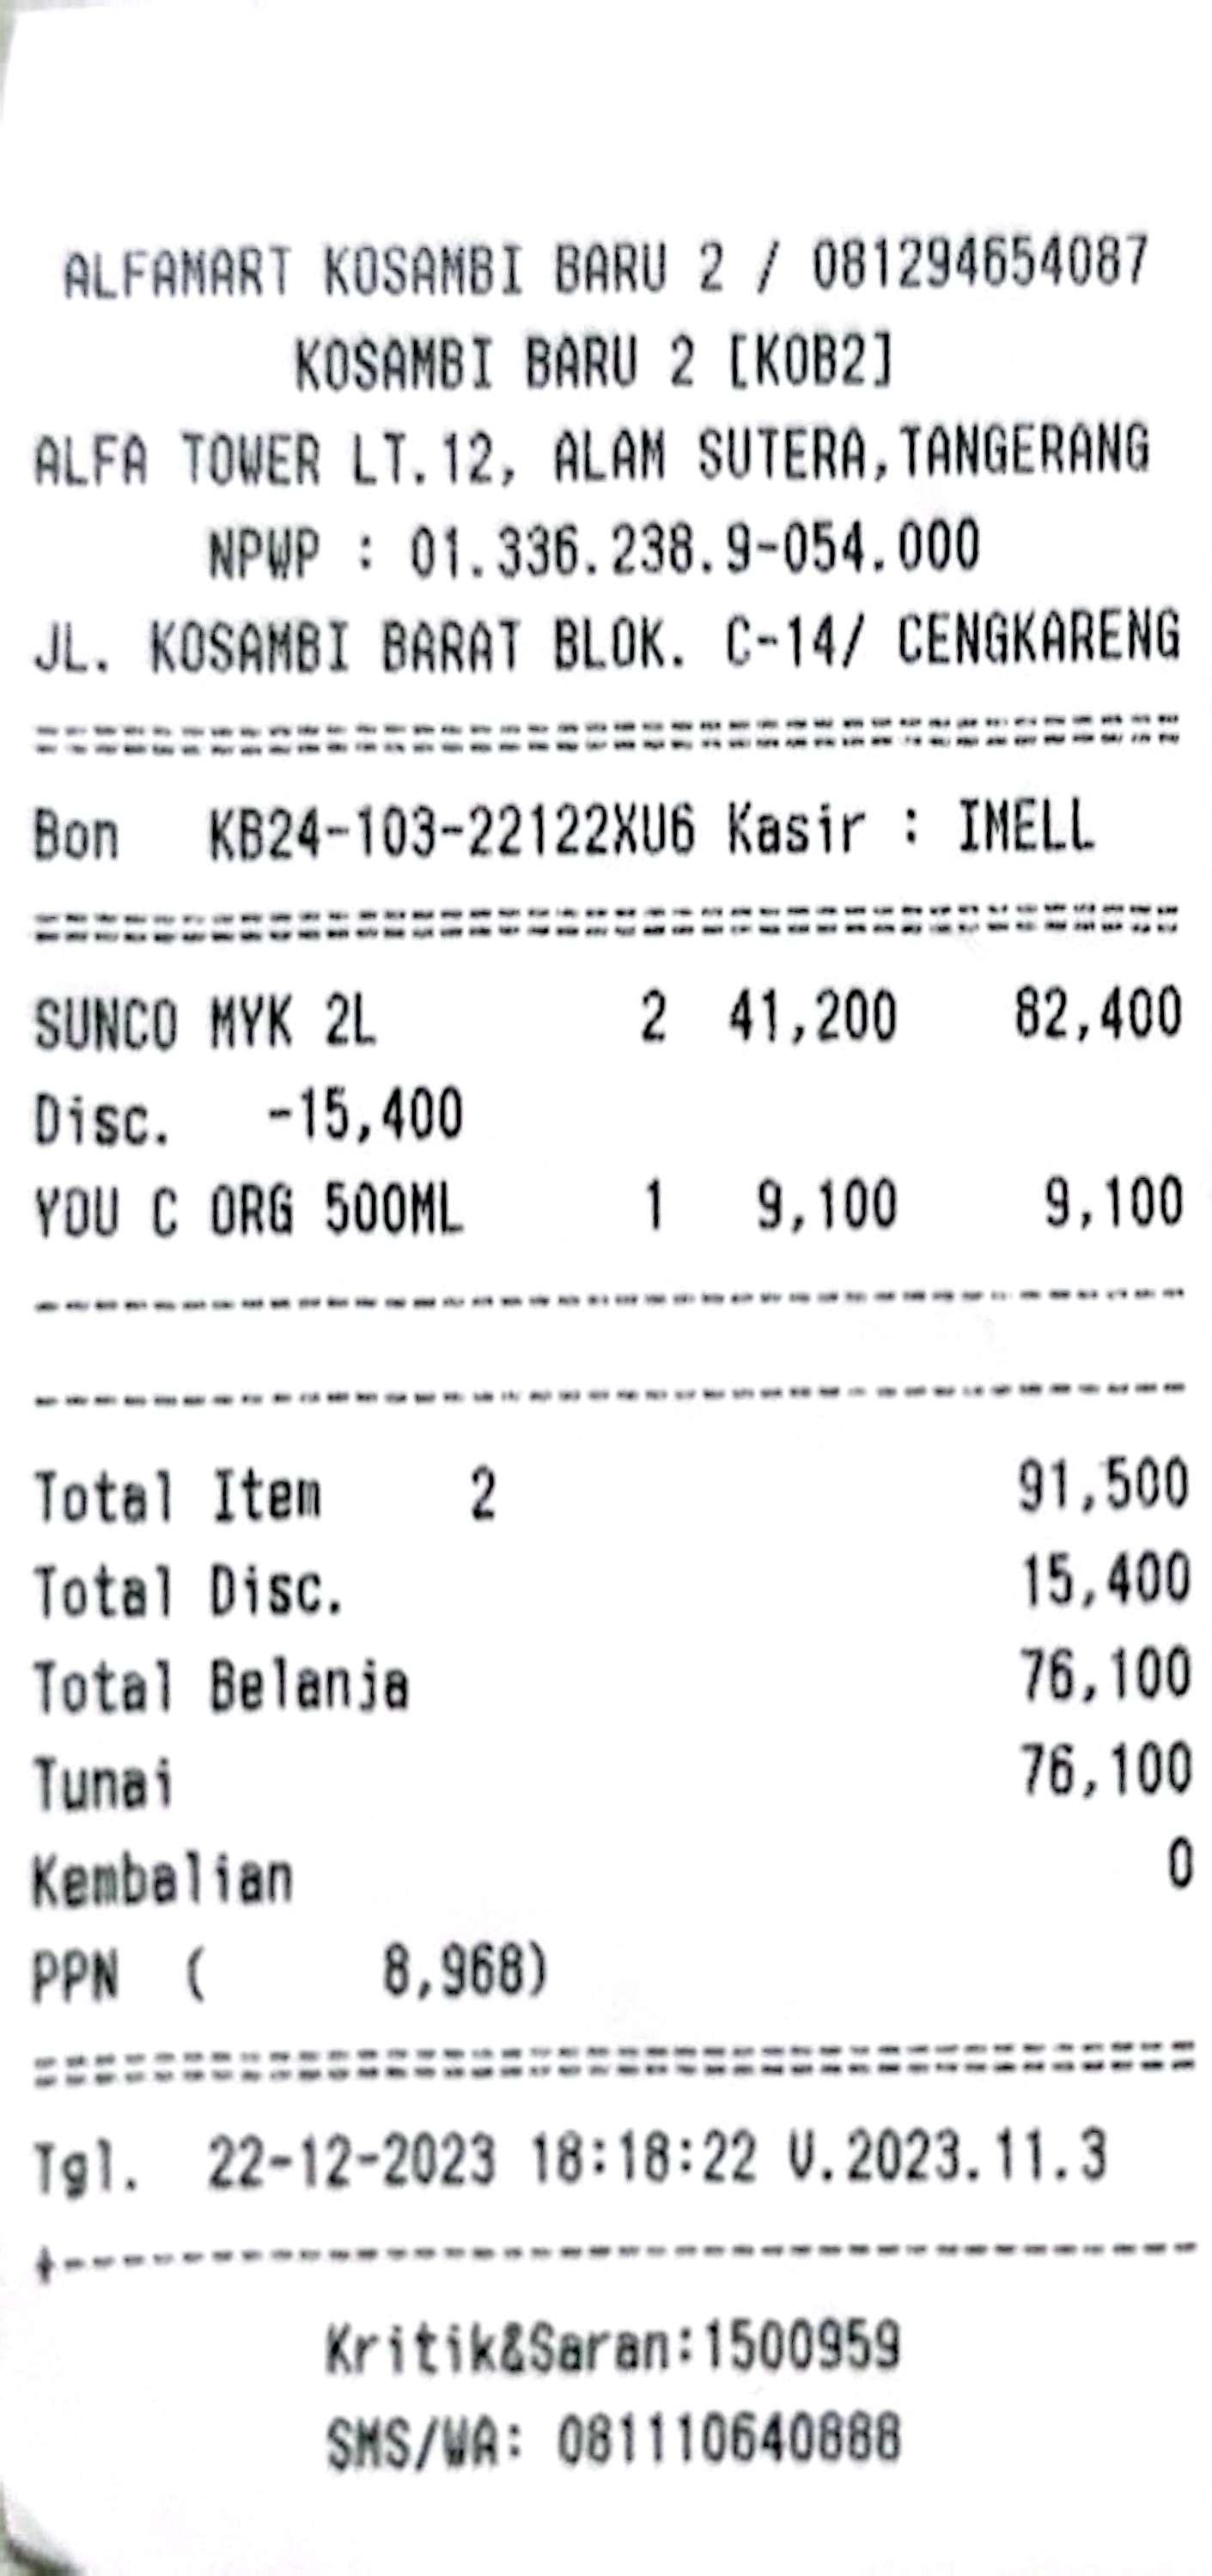 ALFAMART KOSAMBI BARU 2 / 081294654087
KOSAMBI BARU 2 [KOB2]
ALFA TOWER LT.12, ALAM SUTERA,TANGERANG
NPWP : 01.336.238.9-054.000
JL. KOSAMBI BARAT BLOK. C-14/ CENGKARENG
Bon KB24-103-22122XU6 Kasir : IMELL
SUNCO MYK 2L 2 41,200 82,400
Disc. -15,400
YOU C ORG 500ML 1 9,100 9,100
Total Item 2 91,500
Total Disc. 15,400
Total Belanja 76,100
Tunai 76,100
Kembalian 0
PPN ( 8,968)
Tgl. 22-12-2023 18:18:22 V.2023.11.3
Kritik&Saran:1500959
SMS/WA: 081110640888